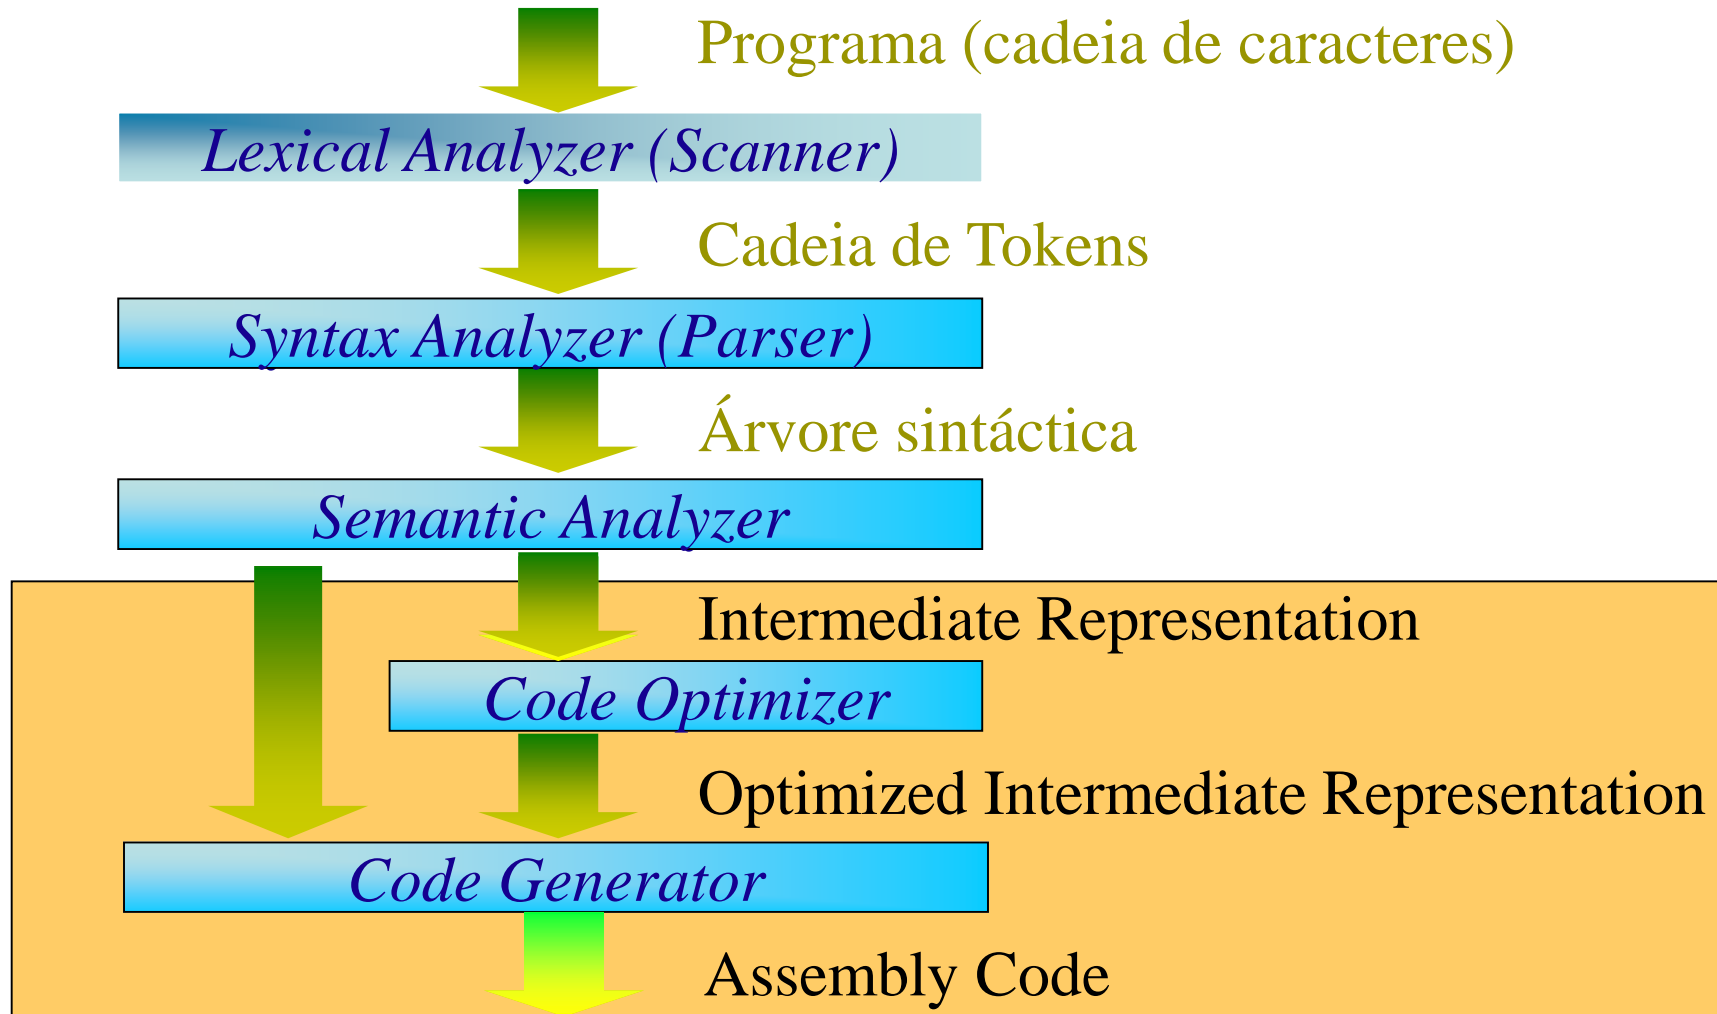 Programa (cadeia de caracteres)
Lexical Analyzer (Scanner)
Cadeia de Tokens
Syntax Analyzer (Parser)
Árvore sintáctica
Semantic Analyzer
Intermediate Representation
Code Optimizer
Optimized Intermediate Representation
Code Generator
Assembly Code